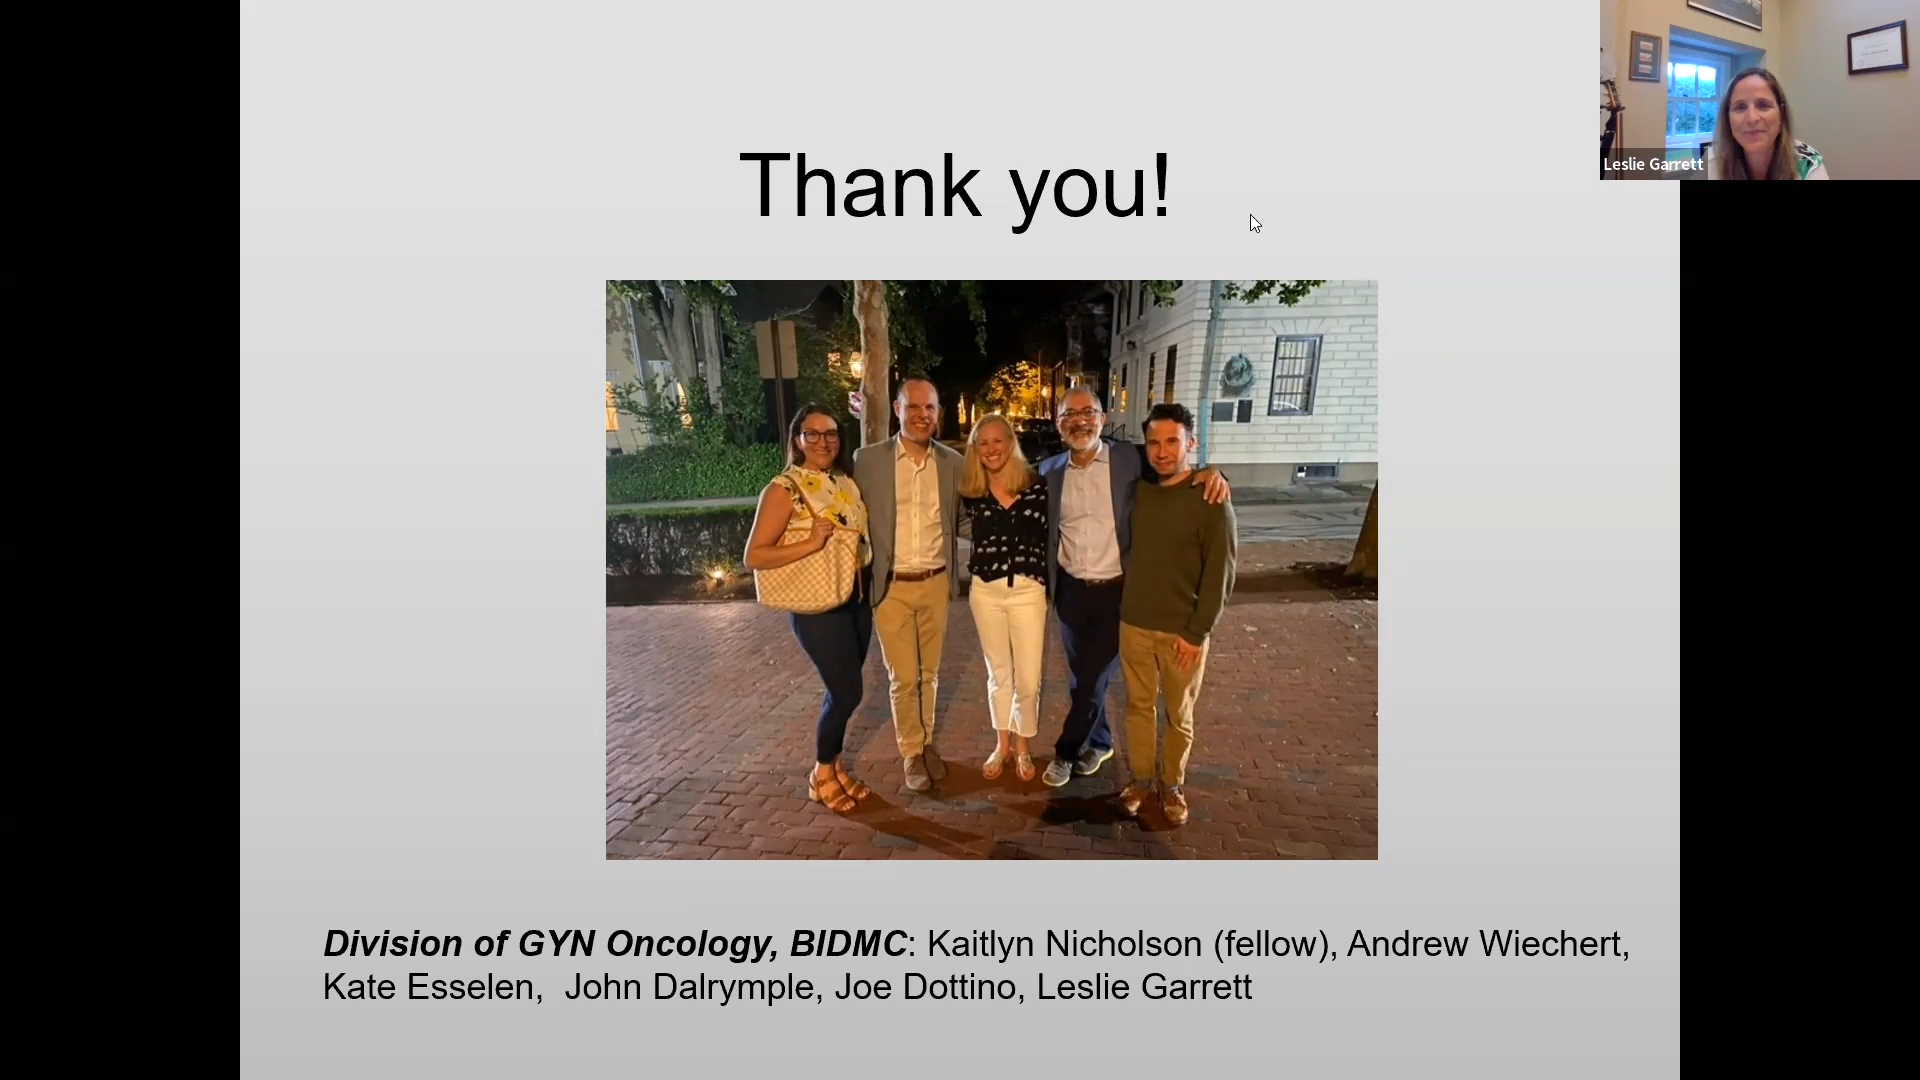 Thank you!
Leslie Garrett
Division of GYN Oncology, BIDMC: Kaitlyn Nicholson (fellow), Andrew Wiechert,
Kate Esselen, John Dalrymple, Joe Dottino, Leslie Garrett